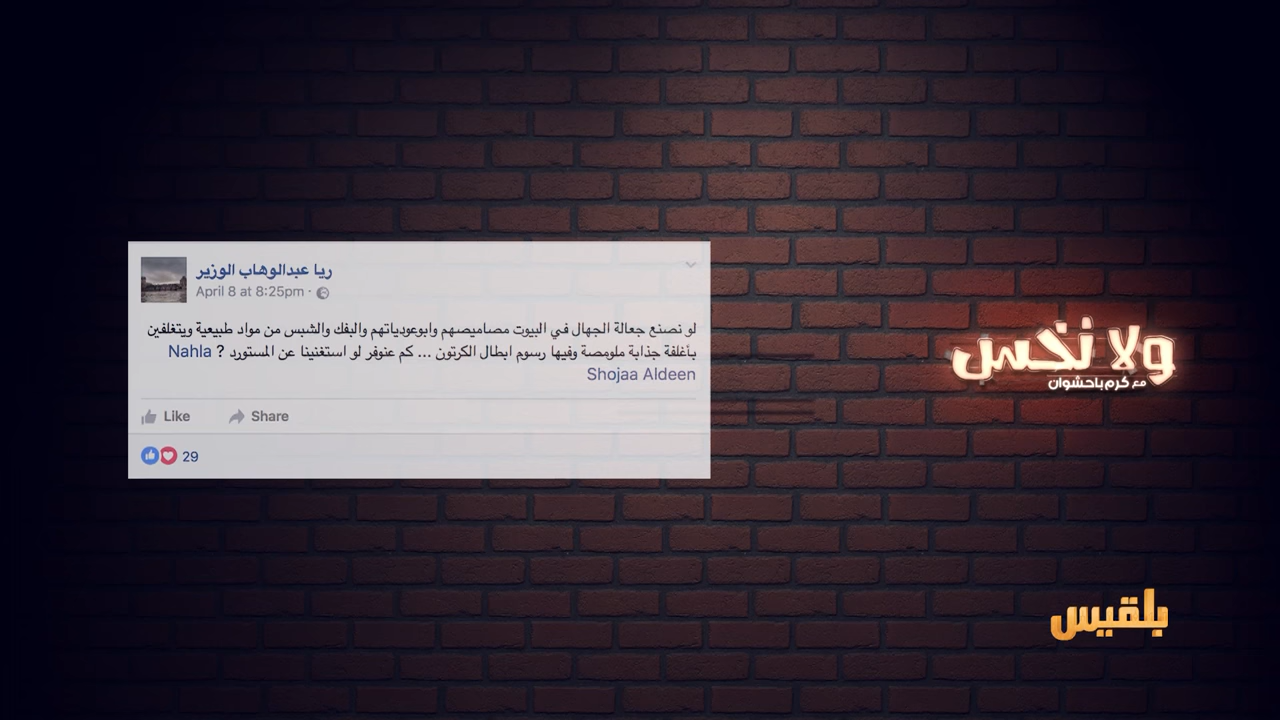 ريا عبدالوهاب الوزير
April 8 at 8:25pm ·
لو نصنع جعالة الجهال في البيوت مصاميصهم وابوعودياتهم والبفك والشبس من مواد طبيعية ويتغلفين
بأغلفة جذابة ملومصة وفيها رسوم ابطال الكرتون ... كم عنوفر لو استغنينا عن المستورد ? Nahla
Shojaa Aldeen
Like Share
29
ولا نخس
مع كرم باحشوان
بلقيس